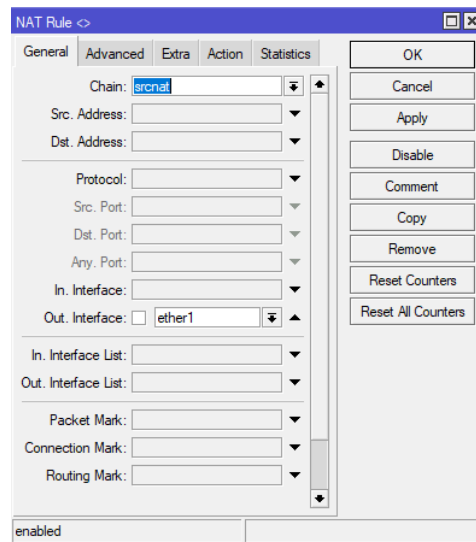 NAT Rule <>
General Advanced Extra Action Statistics
OK
Chain: srcnat
Cancel
Src. Address:
Apply
Dst. Address:
Disable
Protocol:
Comment
Src. Port:
Copy
Dst. Port:
Remove
Any. Port:
Reset Counters
In. Interface:
Reset All Counters
Out. Interface: ether1
In. Interface List:
Out. Interface List:
Packet Mark:
Connection Mark:
Routing Mark:
enabled